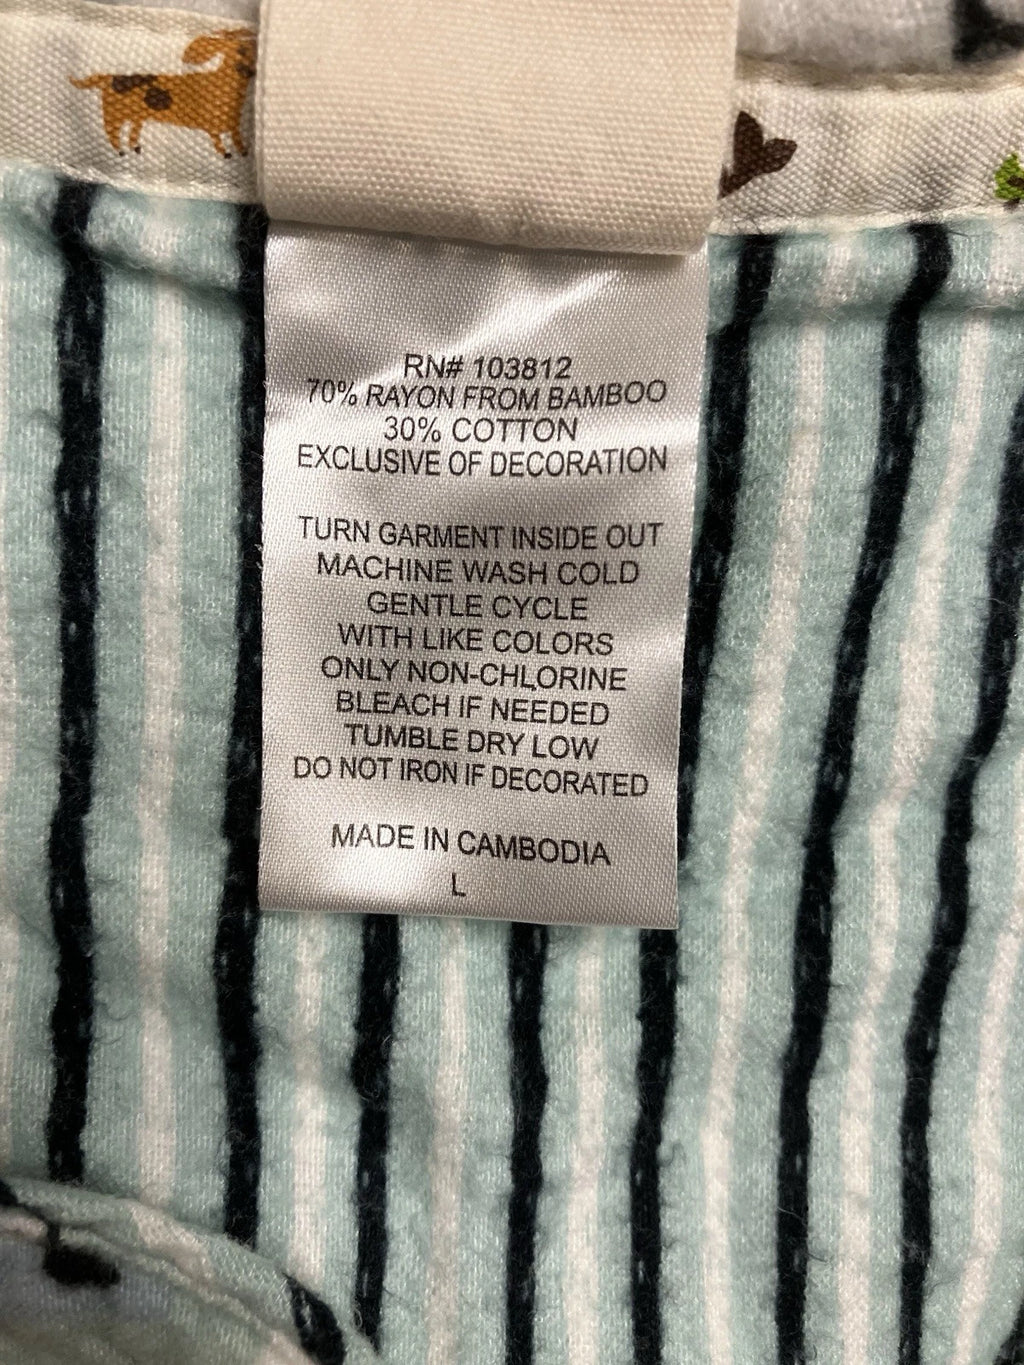 RN# 103812
70% RAYON FROM BAMBOO
30% COTTON
EXCLUSIVE OF DECORATION
TURN GARMENT INSIDE OUT
MACHINE WASH COLD
GENTLE CYCLE
WITH LIKE COLORS
ONLY NON-CHLORINE
BLEACH IF NEEDED
TUMBLE DRY LOW
DO NOT IRON IF DECORATED
MADE IN CAMBODIA
L